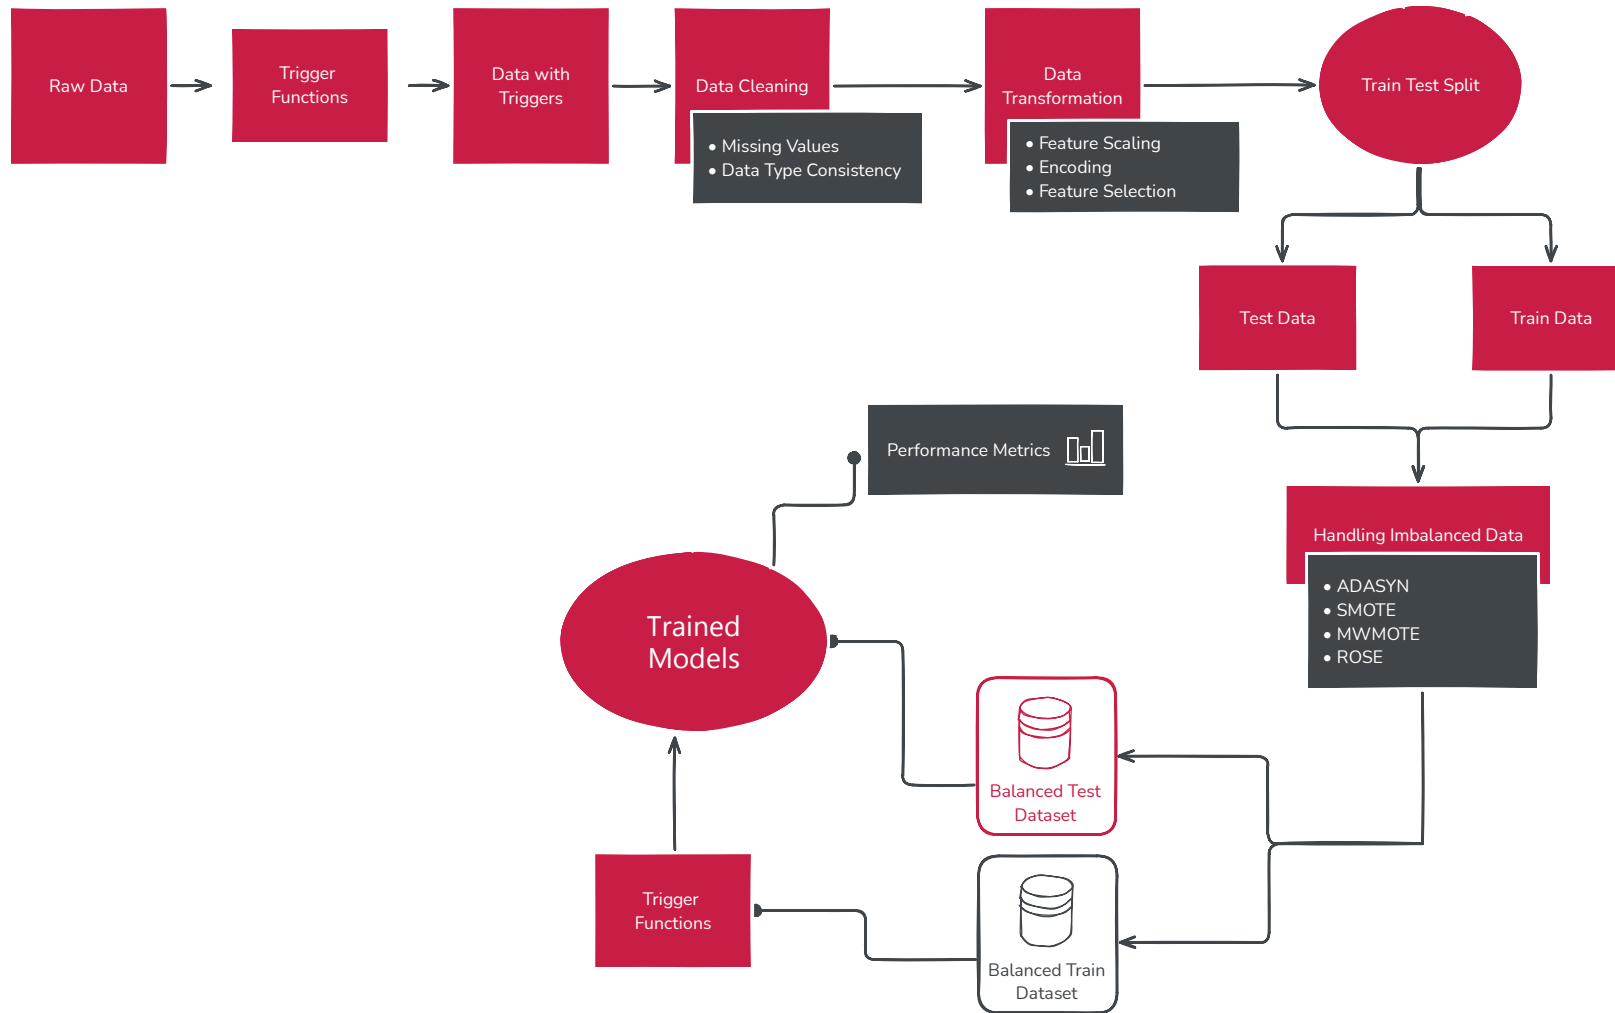 Raw Data
Trigger
Functions
Data with
Triggers
Data Cleaning
• Missing Values
• Data Type Consistency
Data
Transformation
• Feature Scaling
• Encoding
• Feature Selection
Train Test Split
Test Data
Train Data
Performance Metrics
Handling Imbalanced Data
• ADASYN
• SMOTE
• MWMOTE
• ROSE
Trained
Models
Balanced Test
Dataset
Trigger
Functions
Balanced Train
Dataset